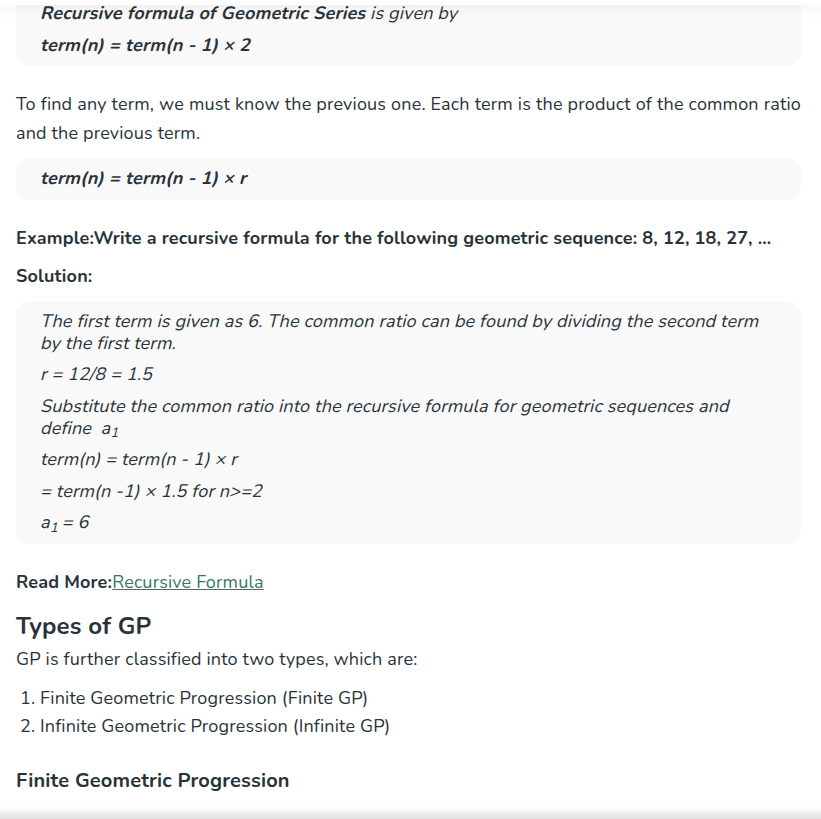 Recursive formula of Geometric Series is given by
term(n) = term(n - 1) × 2
To find any term, we must know the previous one. Each term is the product of the common ratio
and the previous term.
term(n) = term(n - 1) × r
Example:Write a recursive formula for the following geometric sequence: 8, 12, 18, 27, …
Solution:
The first term is given as 6. The common ratio can be found by dividing the second term
by the first term.
r = 12/8 = 1.5
Substitute the common ratio into the recursive formula for geometric sequences and
define a₁
term(n) = term(n - 1) × r
= term(n -1) × 1.5 for n>=2
a₁ = 6
Read More:Recursive Formula
Types of GP
GP is further classified into two types, which are:
1. Finite Geometric Progression (Finite GP)
2. Infinite Geometric Progression (Infinite GP)
Finite Geometric Progression